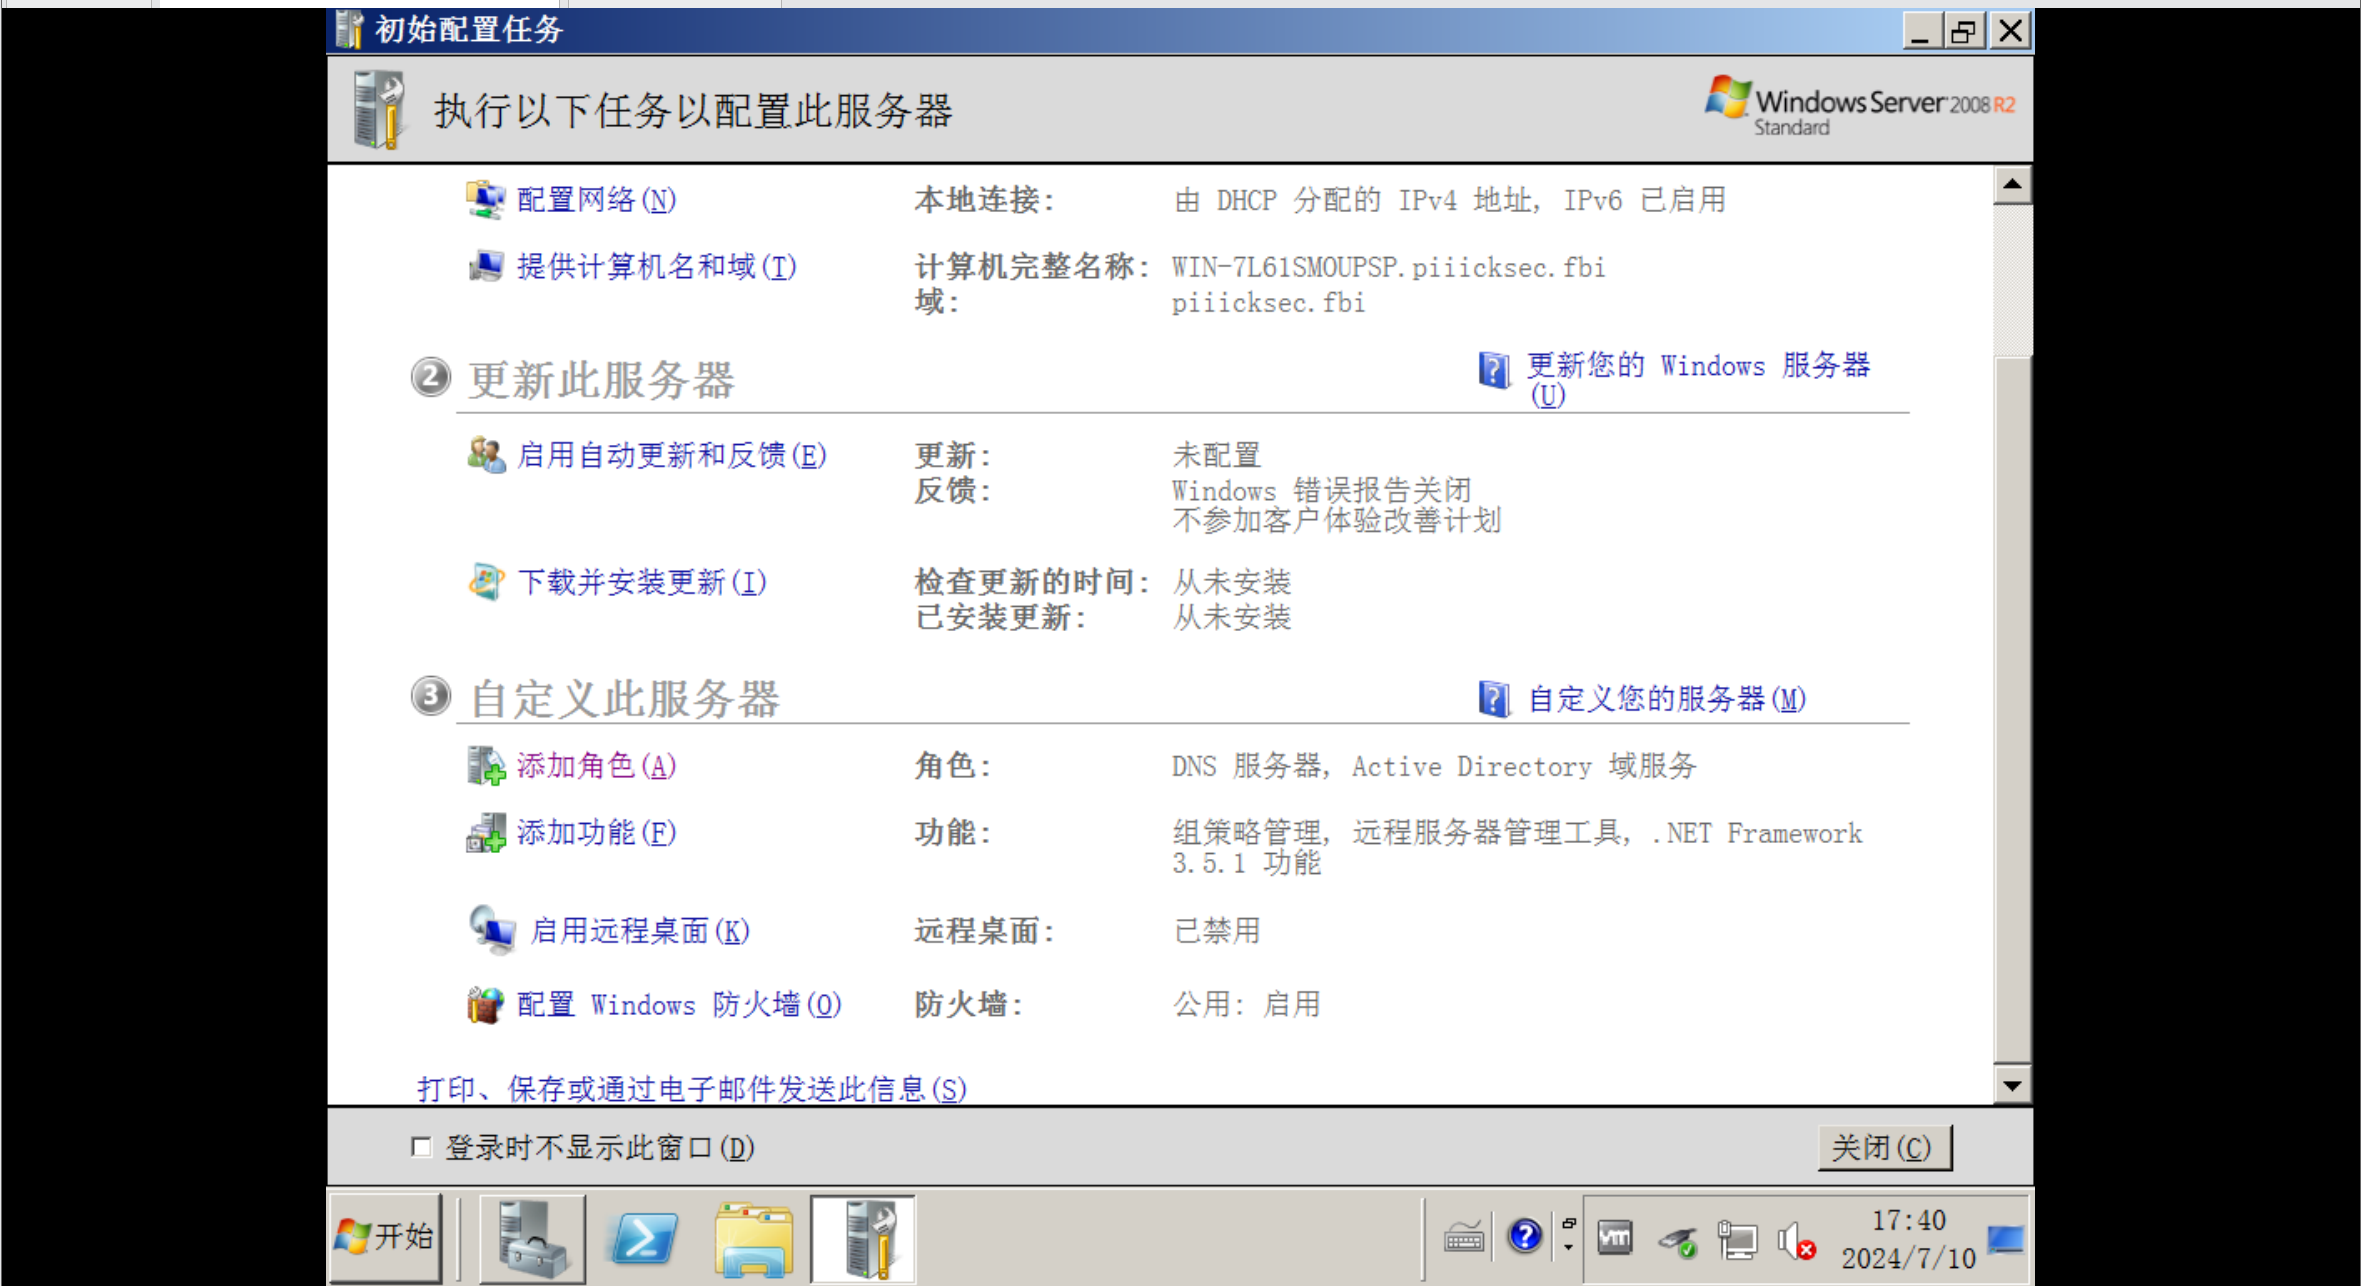 初始配置任务
执行以下任务以配置此服务器
Windows Server 2008 R2
Standard
配置网络(N)
本地连接:
由 DHCP 分配的 IPv4 地址, IPv6 已启用
提供计算机名和域(T)
计算机完整名称: WIN-7L61SMOUPSP.piiicksec.fbi
域: piiicksec.fbi
2 更新此服务器
更新您的 Windows 服务器
(U)
启用自动更新和反馈(E)
更新: 未配置
反馈: Windows 错误报告关闭
不参加客户体验改善计划
下载并安装更新(I)
检查更新的时间: 从未安装
已安装更新: 从未安装
3 自定义此服务器
自定义您的服务器(M)
添加角色(A)
角色: DNS 服务器, Active Directory 域服务
添加功能(F)
功能: 组策略管理, 远程服务器管理工具, .NET Framework
3.5.1 功能
启用远程桌面(K)
远程桌面: 已禁用
配置 Windows 防火墙(O)
防火墙: 公用: 启用
打印、保存或通过电子邮件发送此信息(S)
登录时不显示此窗口(D)
关闭(C)
开始
17:40
2024/7/10